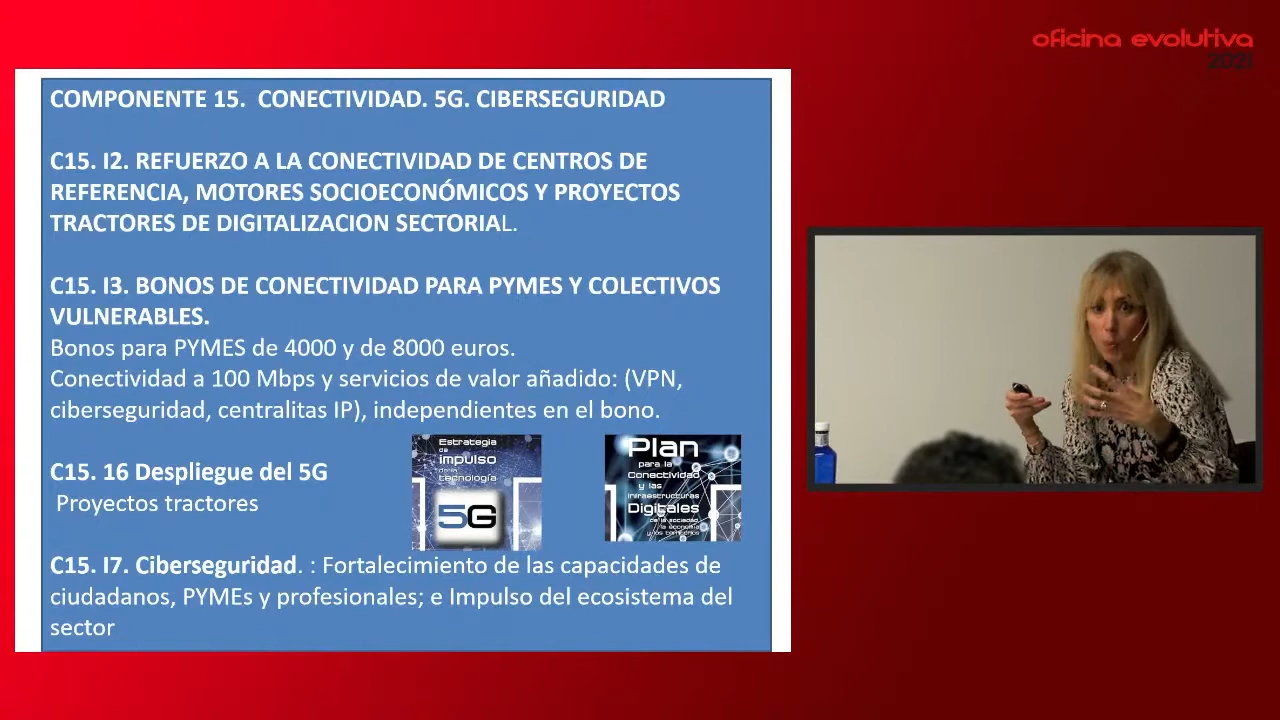 oficina evolutiva
2021
COMPONENTE 15. CONECTIVIDAD. 5G. CIBERSEGURIDAD
C15. I2. REFUERZO A LA CONECTIVIDAD DE CENTROS DE
REFERENCIA, MOTORES SOCIOECONÓMICOS Y PROYECTOS
TRACTORES DE DIGITALIZACION SECTORIAL.
C15. I3. BONOS DE CONECTIVIDAD PARA PYMES Y COLECTIVOS
VULNERABLES.
Bonos para PYMES de 4000 y de 8000 euros.
Conectividad a 100 Mbps y servicios de valor añadido: (VPN,
ciberseguridad, centralitas IP), independientes en el bono.
C15. 16 Despliegue del 5G
Proyectos tractores
Estrategia
de
impulso
de la
tecnología
5G
Plan
para la
Conectividad
y las
Infraestructuras
Digitales
de la sociedad,
la economía
y los territorios
C15. I7. Ciberseguridad. : Fortalecimiento de las capacidades de
ciudadanos, PYMEs y profesionales; e Impulso del ecosistema del
sector